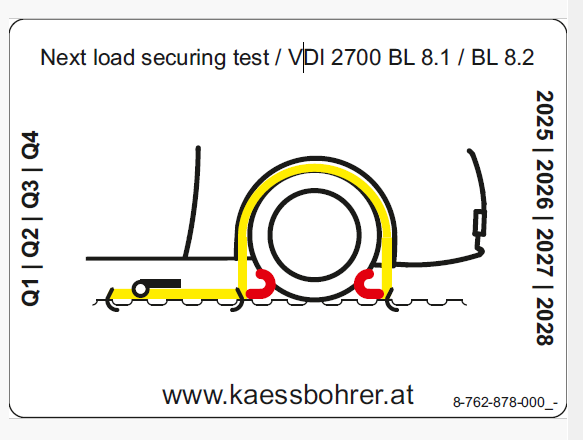 Next load securing test / VDI 2700 BL 8.1 / BL 8.2
Q1 | Q2 | Q3 | Q4
2025 | 2026 | 2027 | 2028
www.kaessbohrer.at
8-762-878-000_-